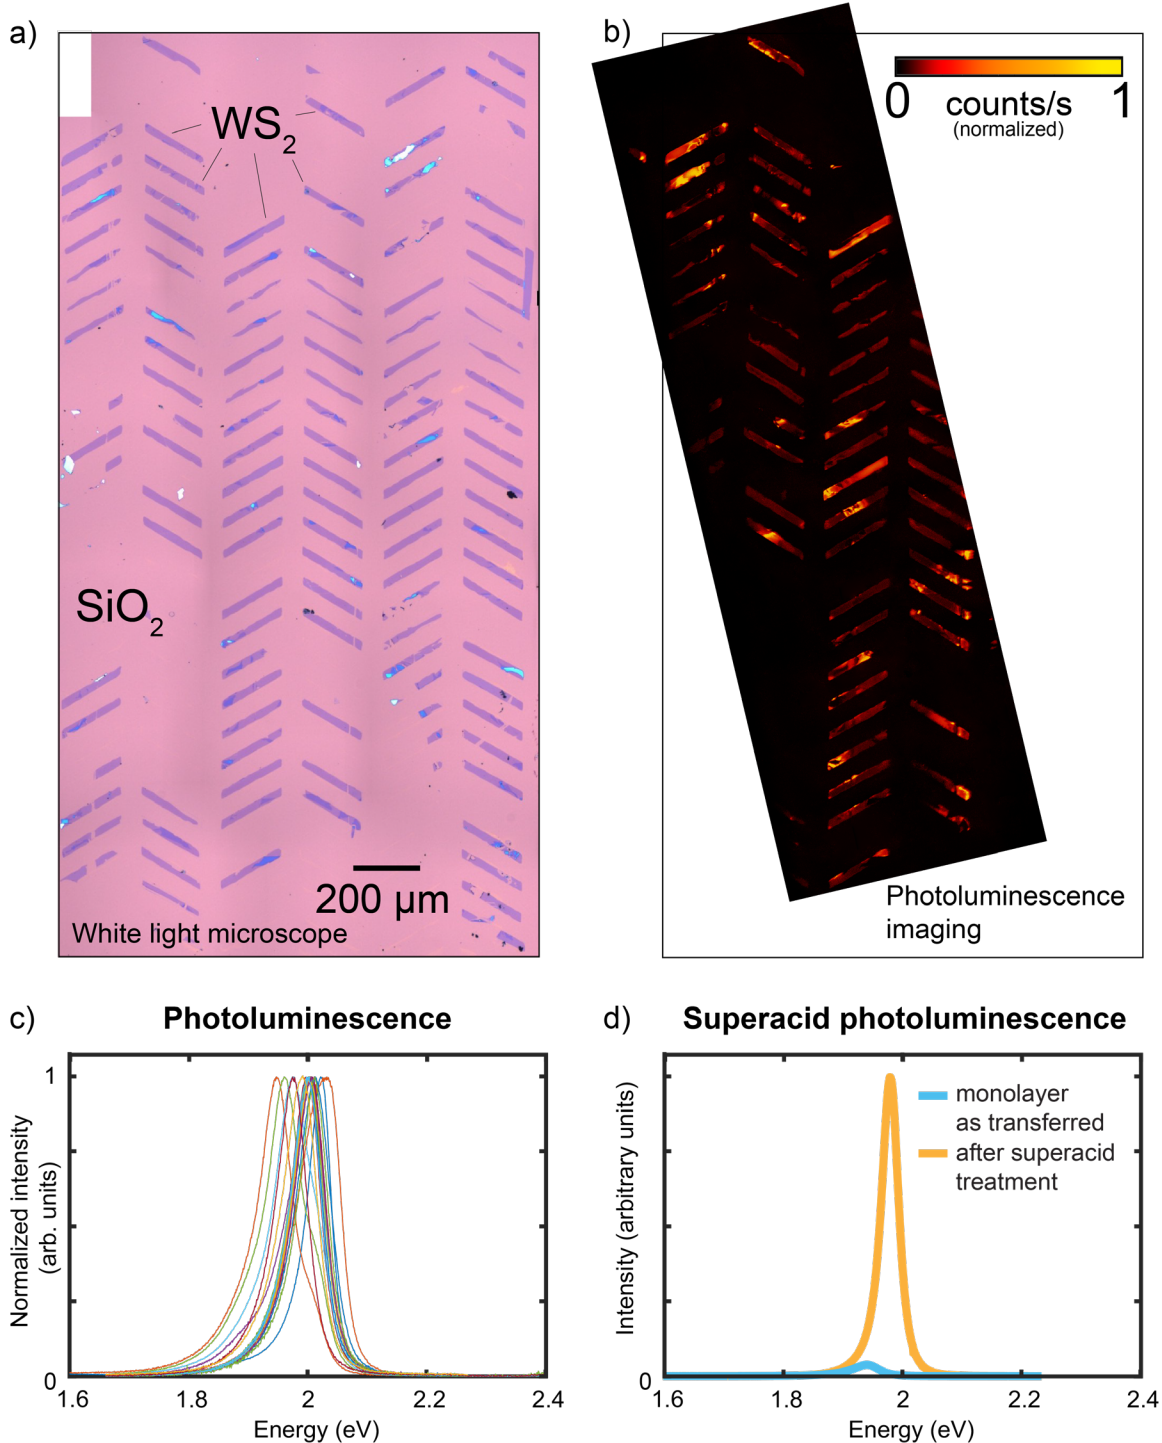 a)
WS2
SiO2
200 µm
White light microscope
b)
0 counts/s 1
(normalized)
Photoluminescence
imaging
c) Photoluminescence
Normalized intensity
(arb. units)
1
0
1.6 1.8 2 2.2 2.4
Energy (eV)
d) Superacid photoluminescence
Intensity (arbitrary units)
monolayer
as transferred
after superacid
treatment
0
1.6 1.8 2 2.2 2.4
Energy (eV)